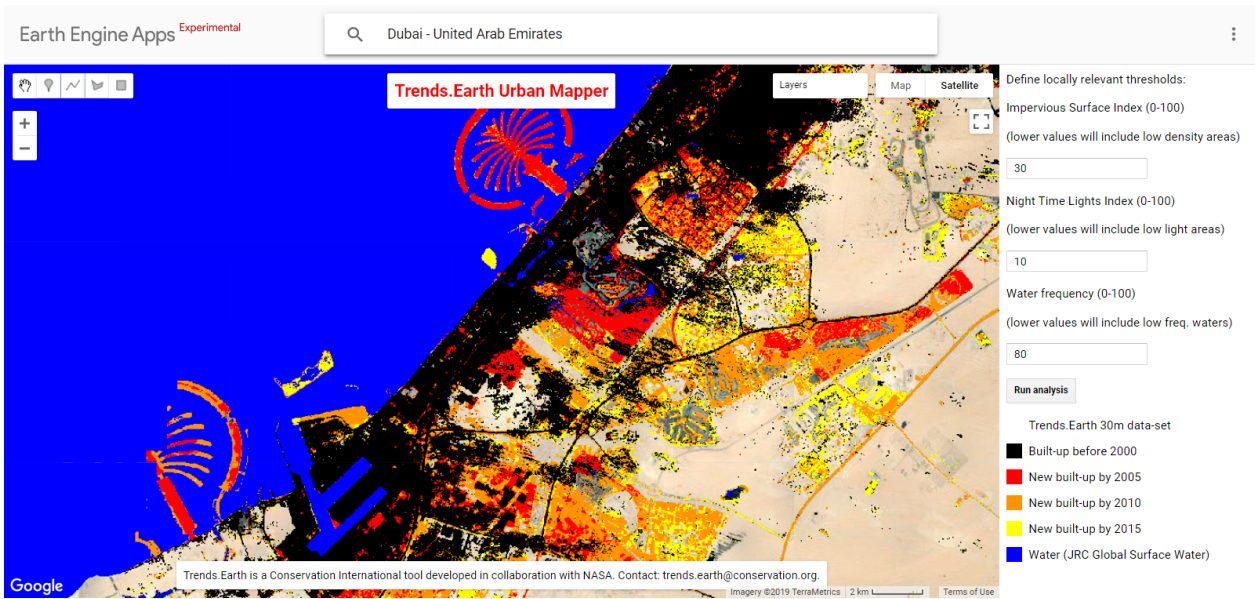 Earth Engine Apps Experimental
Dubai - United Arab Emirates
Trends.Earth Urban Mapper
Layers
Map
Satellite
+
−
Define locally relevant thresholds:
Impervious Surface Index (0-100)
(lower values will include low density areas)
30
Night Time Lights Index (0-100)
(lower values will include low light areas)
10
Water frequency (0-100)
(lower values will include low freq. waters)
80
Run analysis
Trends.Earth 30m data-set
Built-up before 2000
New built-up by 2005
New built-up by 2010
New built-up by 2015
Water (JRC Global Surface Water)
Trends.Earth is a Conservation International tool developed in collaboration with NASA. Contact: trends.earth@conservation.org.
Google
Imagery ©2019 TerraMetrics
2 km
Terms of Use